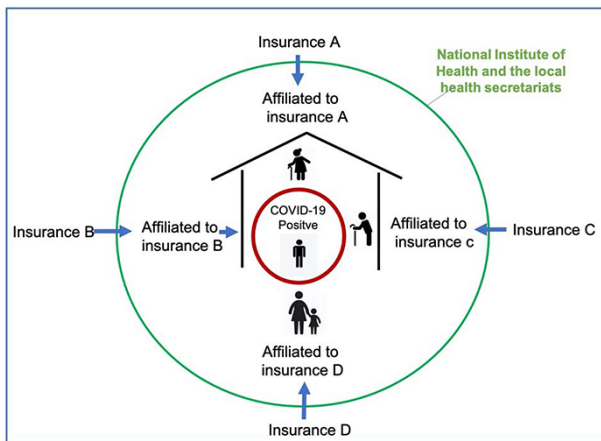 Insurance A
National Institute of
Health and the local
health secretariats
Affiliated to
insurance A
COVID-19
Positve
Insurance B
Affiliated to
insurance B
Affiliated to
insurance c
Insurance C
Affiliated to
insurance D
Insurance D